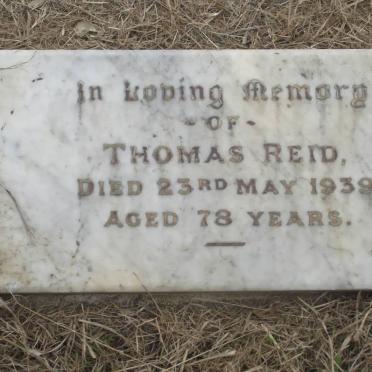 In Loving Memory
- OF -
THOMAS REID,
DIED 23RD MAY 1939
AGED 78 YEARS.